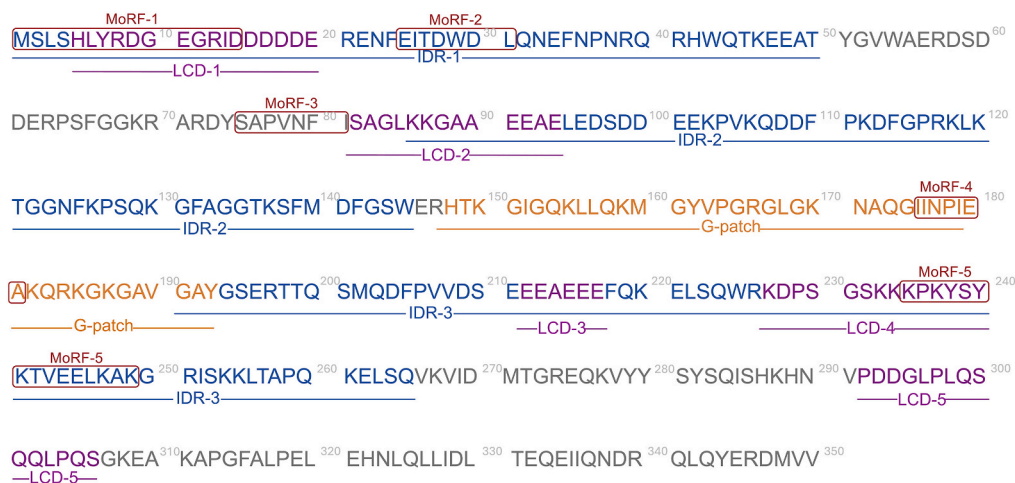 MoRF-1 MoRF-2
MSLSHLYRDG 10 EGRIDDDDDE 20 RENFEITDWD 30 LQNEFNPNRQ 40 RHWQTKEEAT 50 YGVWAERDSD 60
IDR-1
LCD-1
MoRF-3
DERPSFGGKR 70 ARDYSAPVNF 80 ISAGLKKGAA 90 EEAELEDSDD 100 EEKPVKQDDF 110 PKDFGPRKLK 120
IDR-2
LCD-2
MoRF-4
TGGNFKPSQK 130 GFAGGTKSFM 140 DFGSWERHTK 150 GIGQKLLQKM 160 GYVPGRGLGK 170 NAQGIINPIE 180
IDR-2 G-patch
MoRF-5
AKQRKGKGAV 190 GAYGSERTTQ 200 SMQDFPVVDS 210 EEEAEEEFQK 220 ELSQWRKDPS 230 GSKKKPKYSY 240
IDR-3
G-patch LCD-3 LCD-4
MoRF-5
KTVEELKAKG 250 RISKKLTAPQ 260 KELSQVKVID 270 MTGREQKVYY 280 SYSQISHKHN 290 VPDDGLPLQS 300
IDR-3 LCD-5
QQLPQSGKEA 310 KAPGFALPEL 320 EHNLQLLIDL 330 TEQEIIQNDR 340 QLQYERDMVV 350
LCD-5